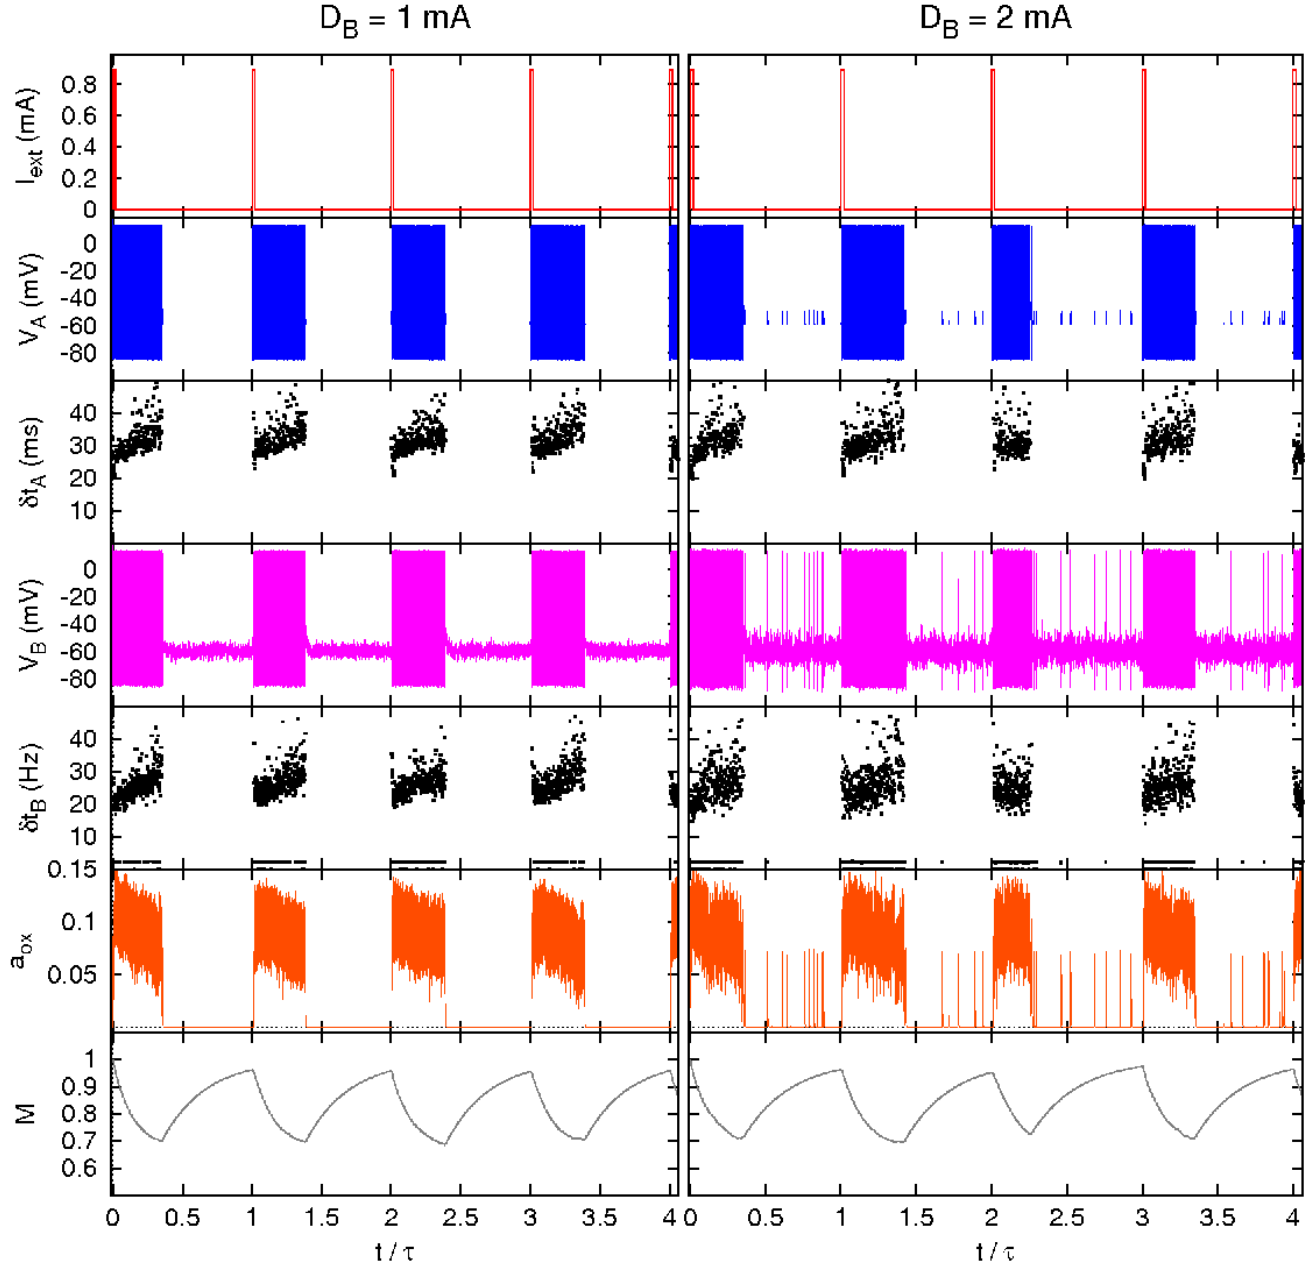 D_B = 1 mA
D_B = 2 mA
I_ext (mA)
0.8
0.6
0.4
0.2
0
V_A (mV)
0
-20
-40
-60
-80
δt_A (ms)
40
30
20
10
V_B (mV)
0
-20
-40
-60
-80
δt_B (Hz)
40
30
20
10
a_ox
0.15
0.1
0.05
M
1
0.9
0.8
0.7
0.6
0 0.5 1 1.5 2 2.5 3 3.5 4
0 0.5 1 1.5 2 2.5 3 3.5 4
t / τ
t / τ